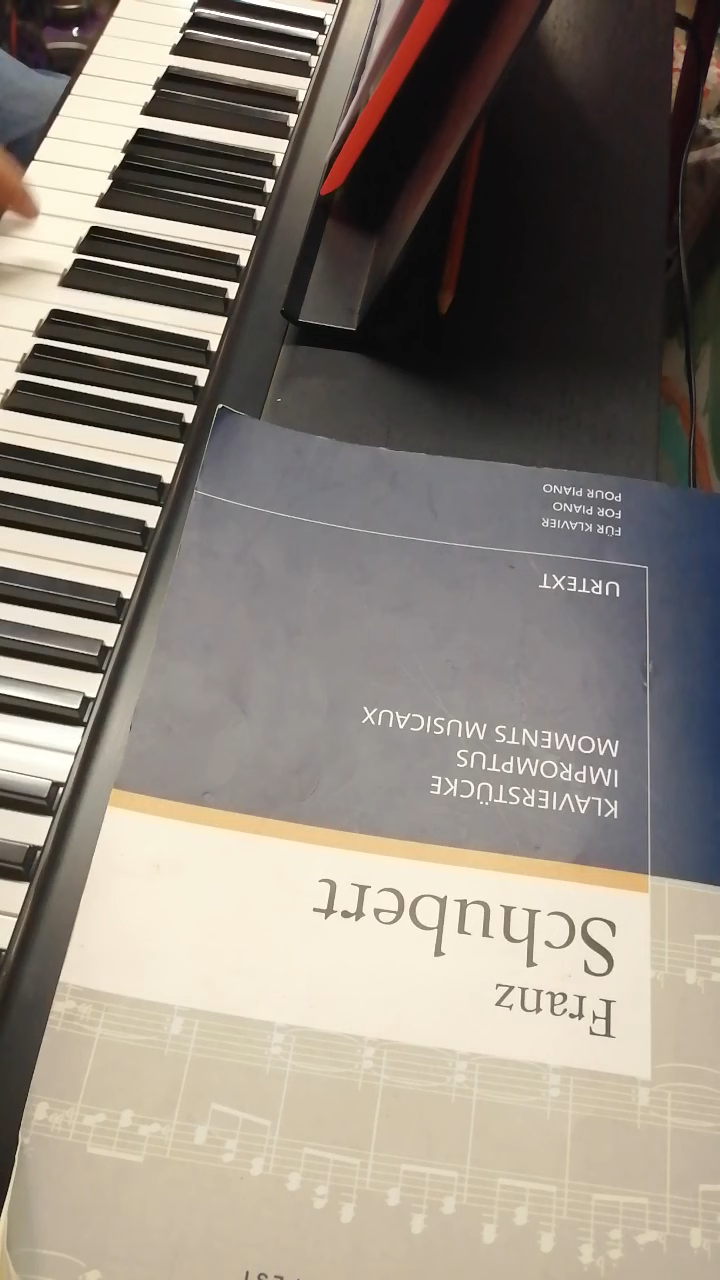 Franz
Schubert
KLAVIERSTÜCKE
IMPROMPTUS
MOMENTS MUSICAUX
URTEXT
FÜR KLAVIER
FOR PIANO
POUR PIANO